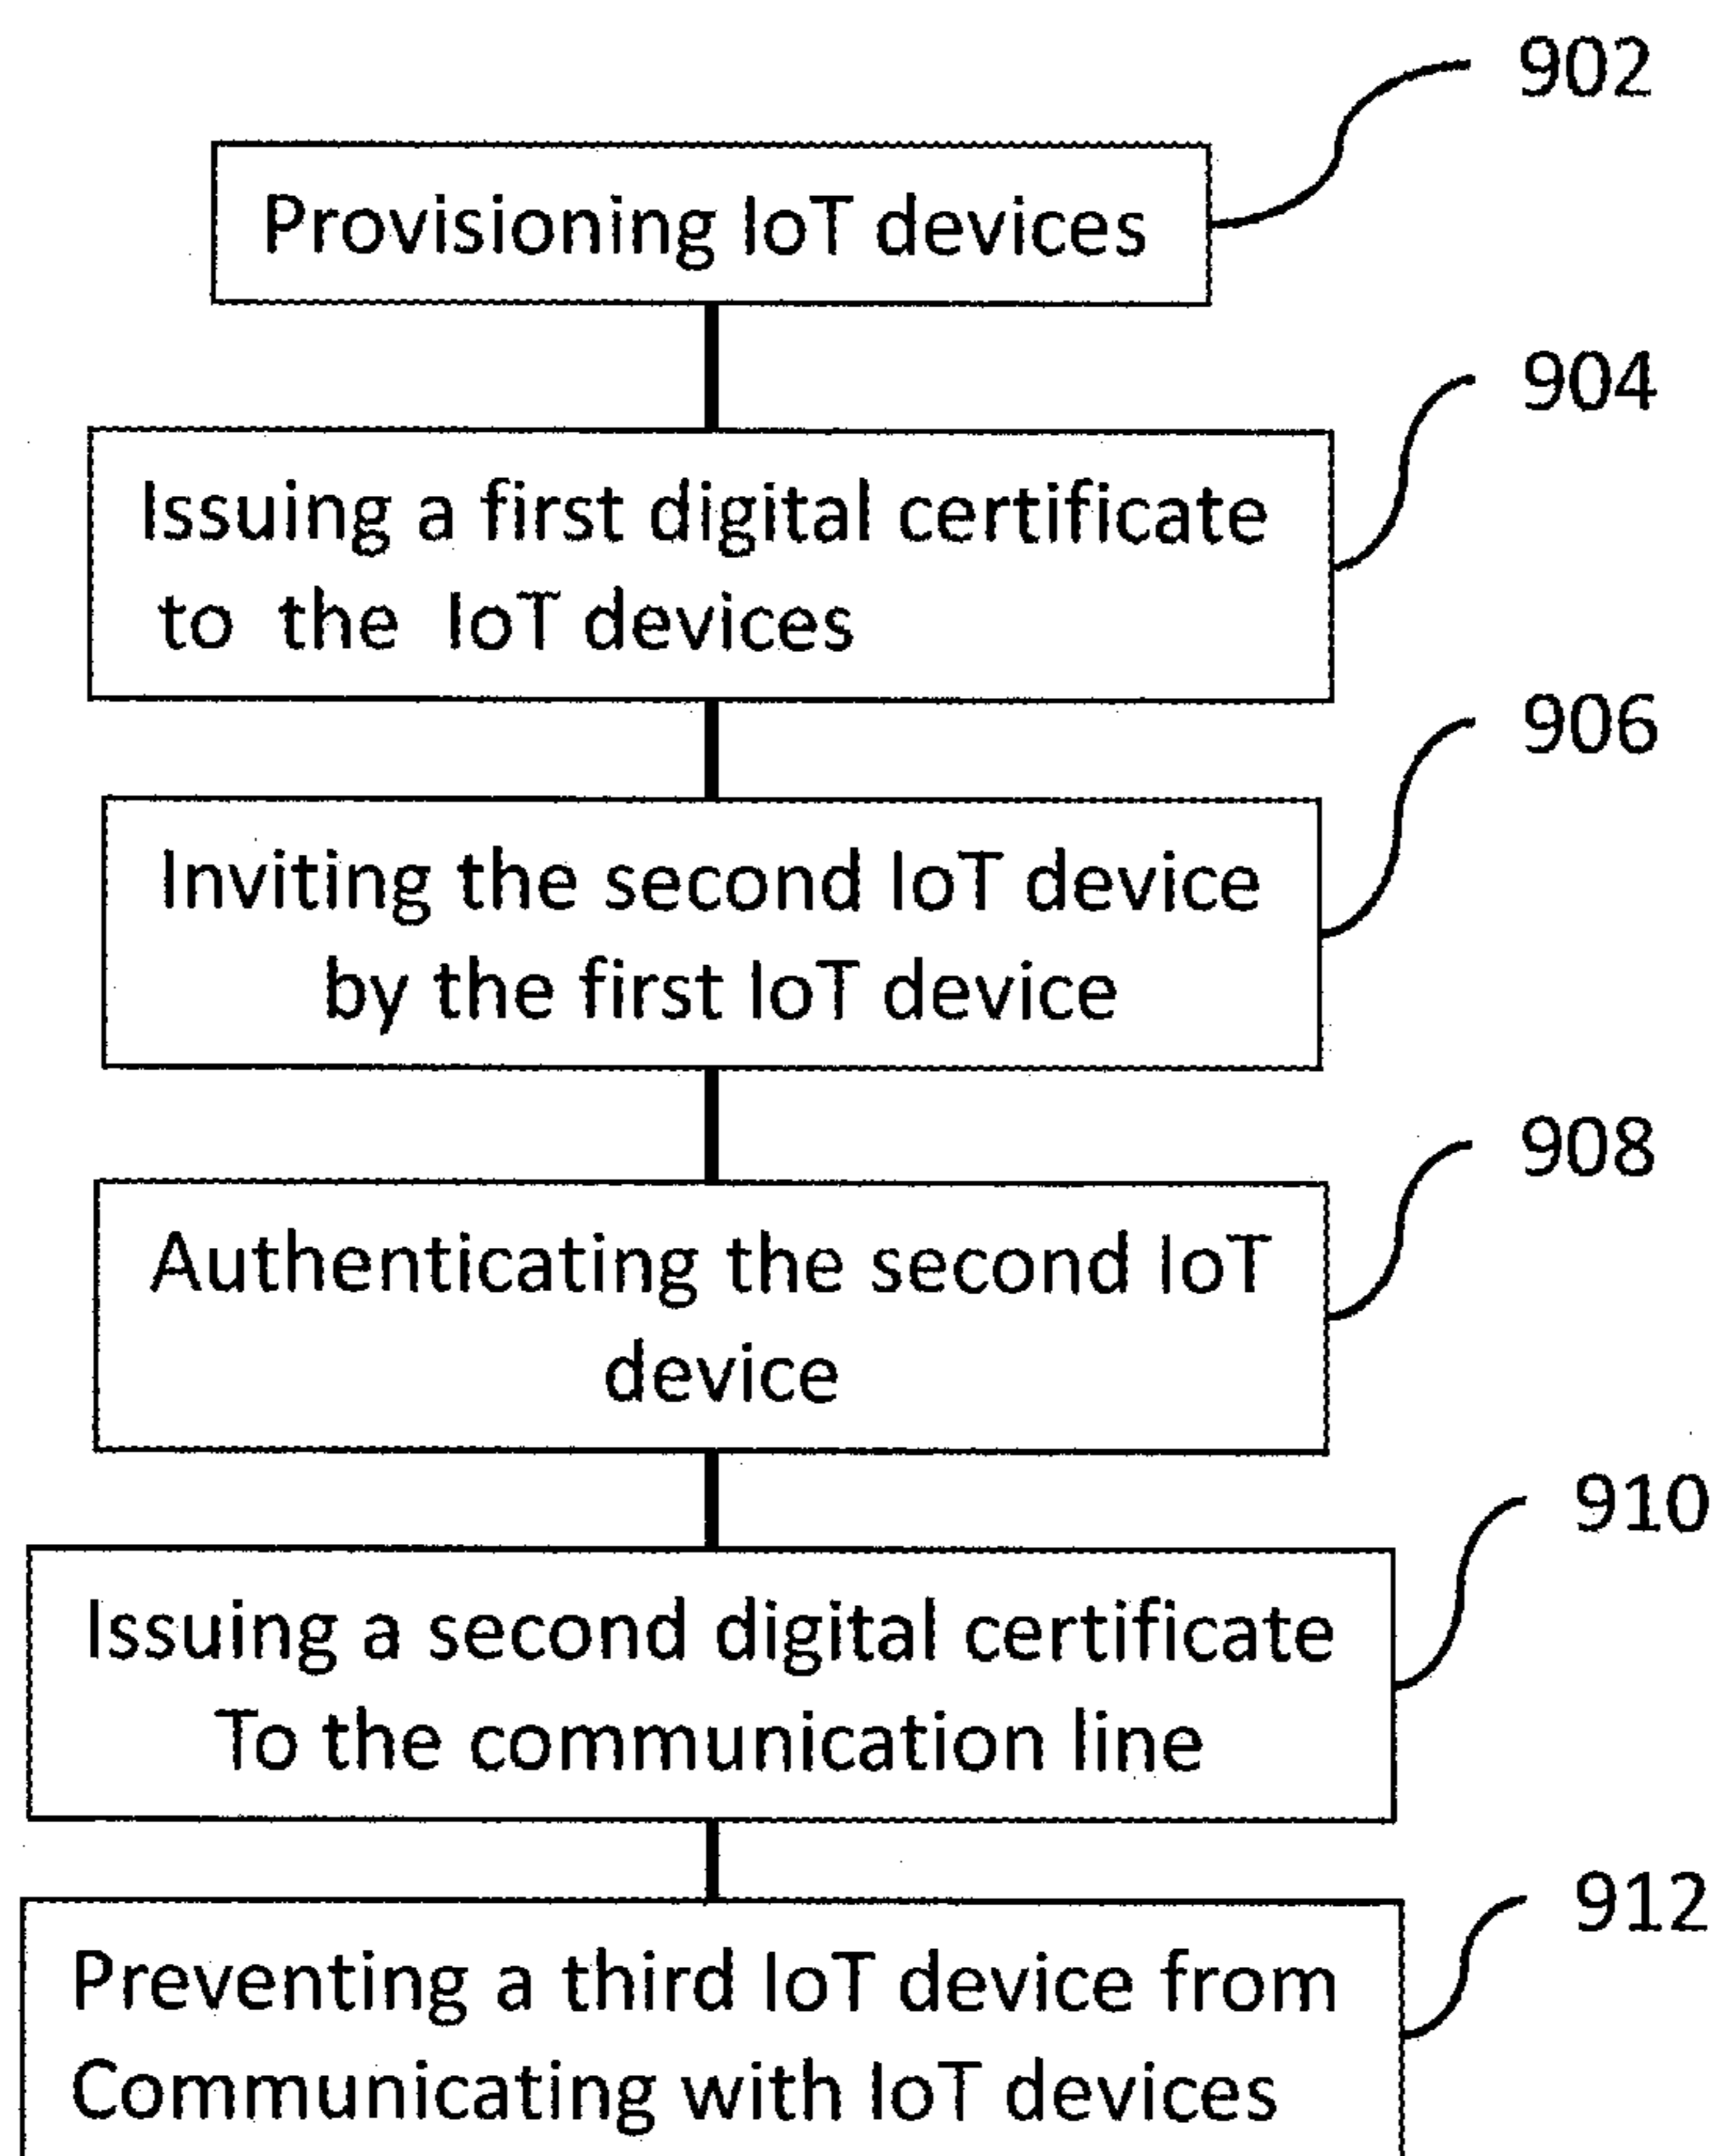 902
Provisioning IoT devices
904
Issuing a first digital certificate
to the IoT devices
906
Inviting the second IoT device
by the first IoT device
908
Authenticating the second IoT
device
910
Issuing a second digital certificate
To the communication line
912
Preventing a third IoT device from
Communicating with IoT devices